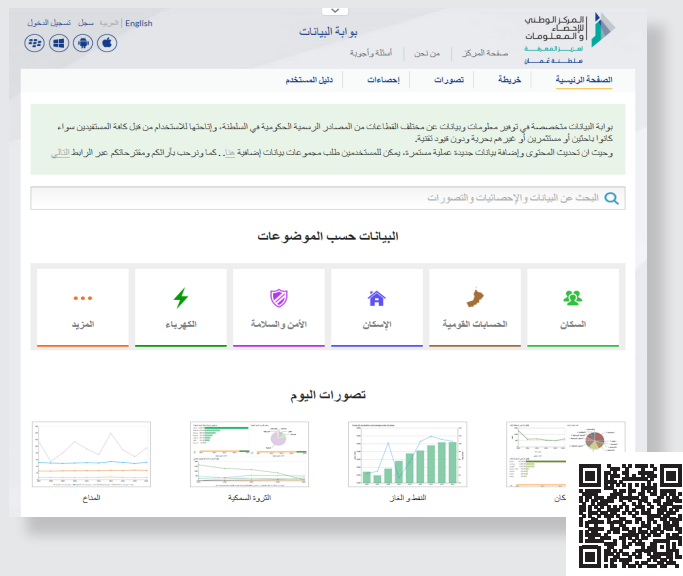 المركز الوطني
للإحصاء
والمعلومات
لمزيد المعرفة
سلطنة عُمان
English | العربية سجل تسجيل الدخول
بوابة البيانات
صفحة المركز | من نحن | أسئلة وأجوبة
الصفحة الرئيسية خريطة تصورات إحصاءات دليل المستخدم
بوابة البيانات متخصصة في توفير معلومات وبيانات عن مختلف القطاعات من المصادر الرسمية الحكومية في السلطنة، وإتاحتها للاستخدام من قبل كافة المستفيدين سواء
كانوا باحثين أو مستثمرين أو غيرهم بحرية ودون قيود تقنية.
وحيث ان تحديث المحتوى وإضافة بيانات جديدة عملية مستمرة، يمكن للمستخدمين طلب مجموعات بيانات إضافية هنا. . كما ونرحب بآرائكم ومقترحاتكم عبر الرابط التالي
البحث عن البيانات والإحصائيات والتصورات
البيانات حسب الموضوعات
السكان
الحسابات القومية
الإسكان
الأمن والسلامة
الكهرباء
المزيد
تصورات اليوم
النفط و الغاز
الثروة السمكية
المناخ